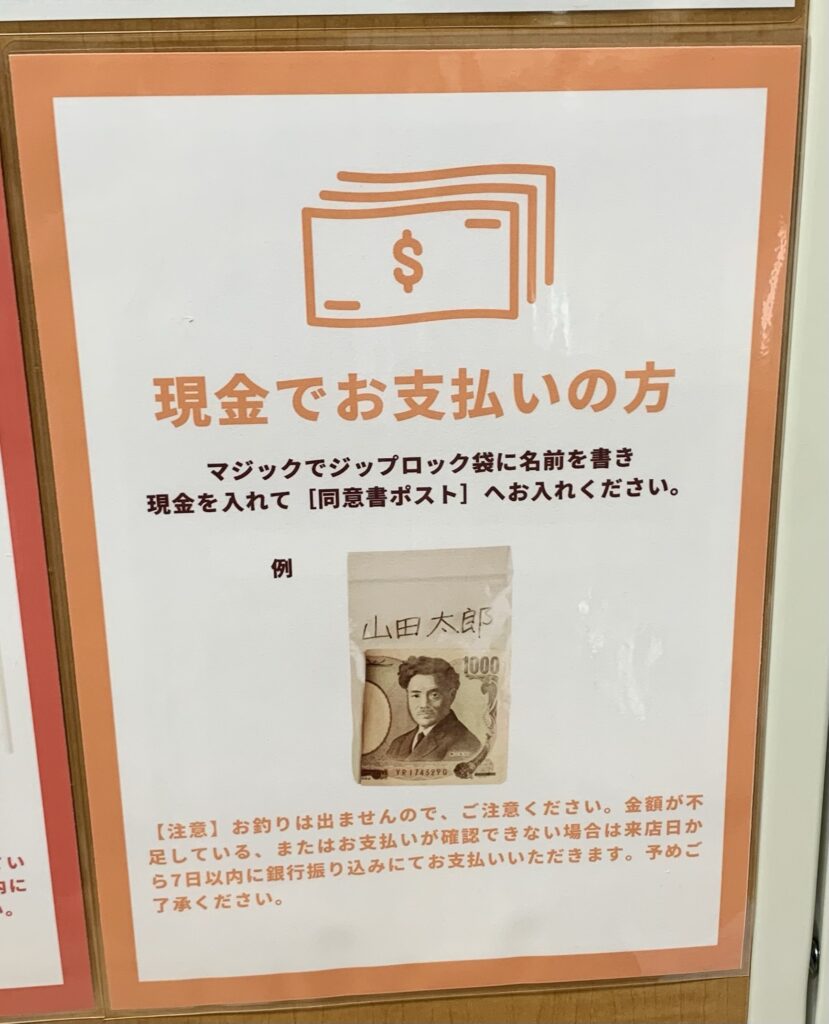 $
現金でお支払いの方
マジックでジップロック袋に名前を書き
現金を入れて［同意書ポスト］へお入れください。
例
山田太郎
1000
YR174529G
【注意】お釣りは出ませんので、ご注意ください。金額が不
足している、またはお支払いが確認できない場合は来店日か
ら7日以内に銀行振り込みにてお支払いいただきます。予めご
了承ください。